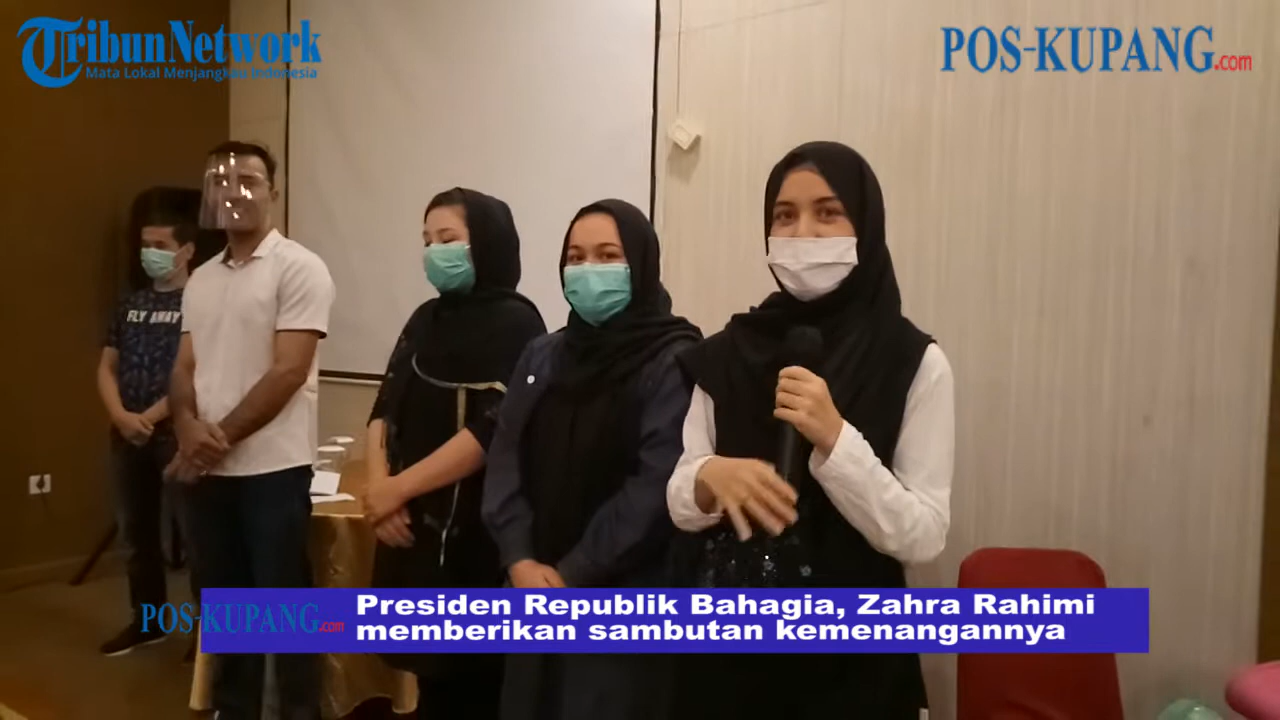 TribunNetwork
Mata Lokal Menjangkau Indonesia
POS-KUPANG.com
FLY AWAY
POS-KUPANG.com
Presiden Republik Bahagia, Zahra Rahimi
memberikan sambutan kemenangannya